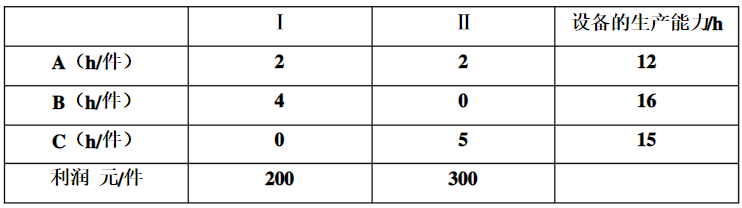 Ⅰ Ⅱ 设备的生产能力/h
A（h/件） 2 2 12
B（h/件） 4 0 16
C（h/件） 0 5 15
利润 元/件 200 300